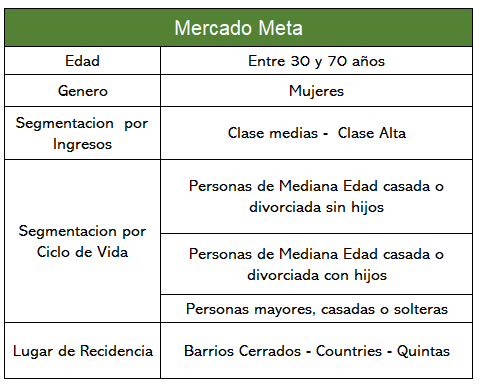 Mercado Meta
Edad
Entre 30 y 70 años
Genero
Mujeres
Segmentacion por
Ingresos
Clase medias - Clase Alta
Segmentacion por
Ciclo de Vida
Personas de Mediana Edad casada o
divorciada sin hijos
Personas de Mediana Edad casada o
divorciada con hijos
Personas mayores, casadas o solteras
Lugar de Recidencia
Barrios Cerrados - Countries - Quintas